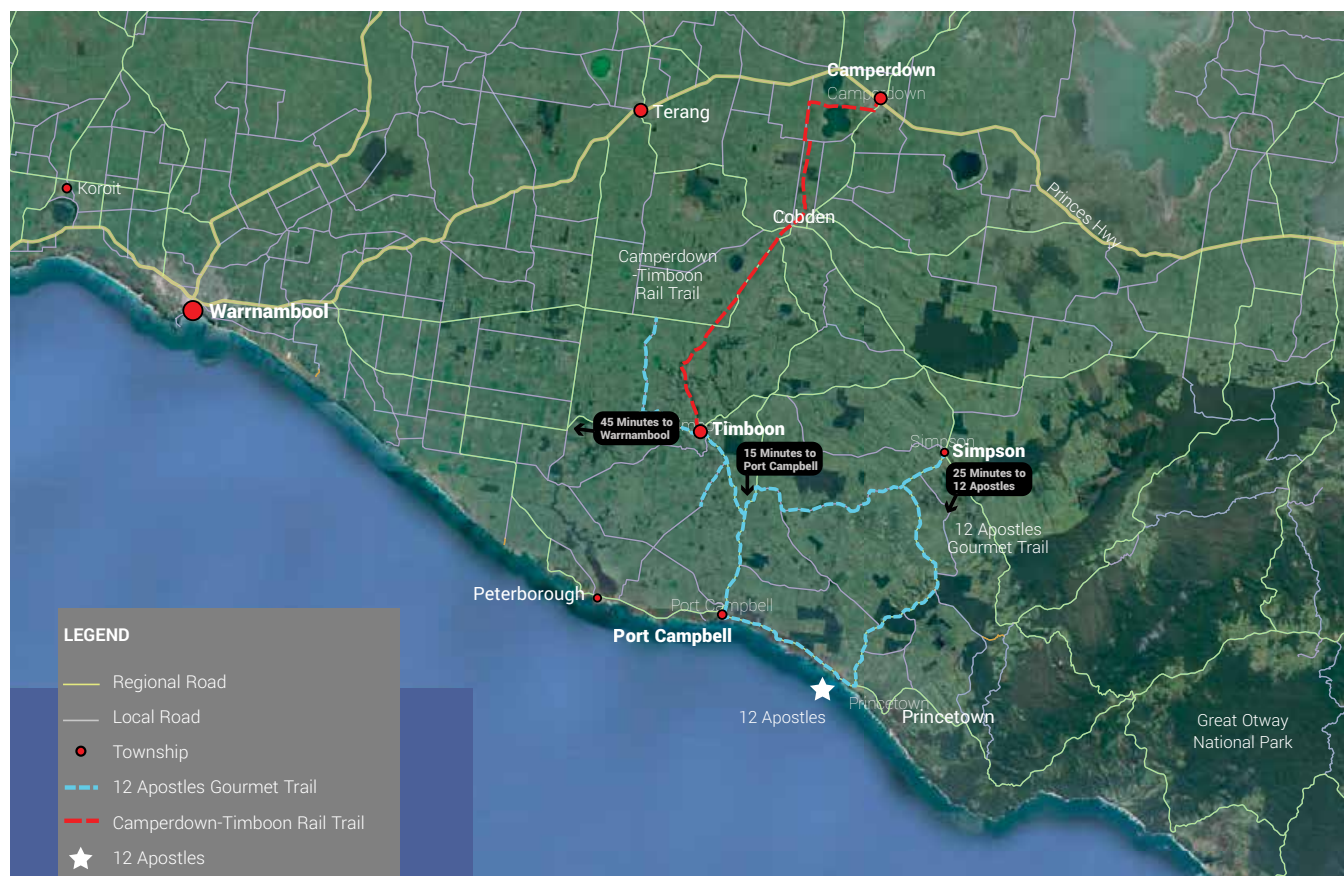 Camperdown
Camperdown
Terang
Koroit
Princes Hwy
Cobden
Camperdown
-Timboon
Rail Trail
Warrnambool
45 Minutes to
Warrnambool
Timboon
15 Minutes to
Port Campbell
Simpson
Simpson
25 Minutes to
12 Apostles
12 Apostles
Gourmet Trail
Peterborough
Port Campbell
Port Campbell
Princetown
12 Apostles
Princetown
Great Otway
National Park
LEGEND
Regional Road
Local Road
Township
12 Apostles Gourmet Trail
Camperdown-Timboon Rail Trail
12 Apostles